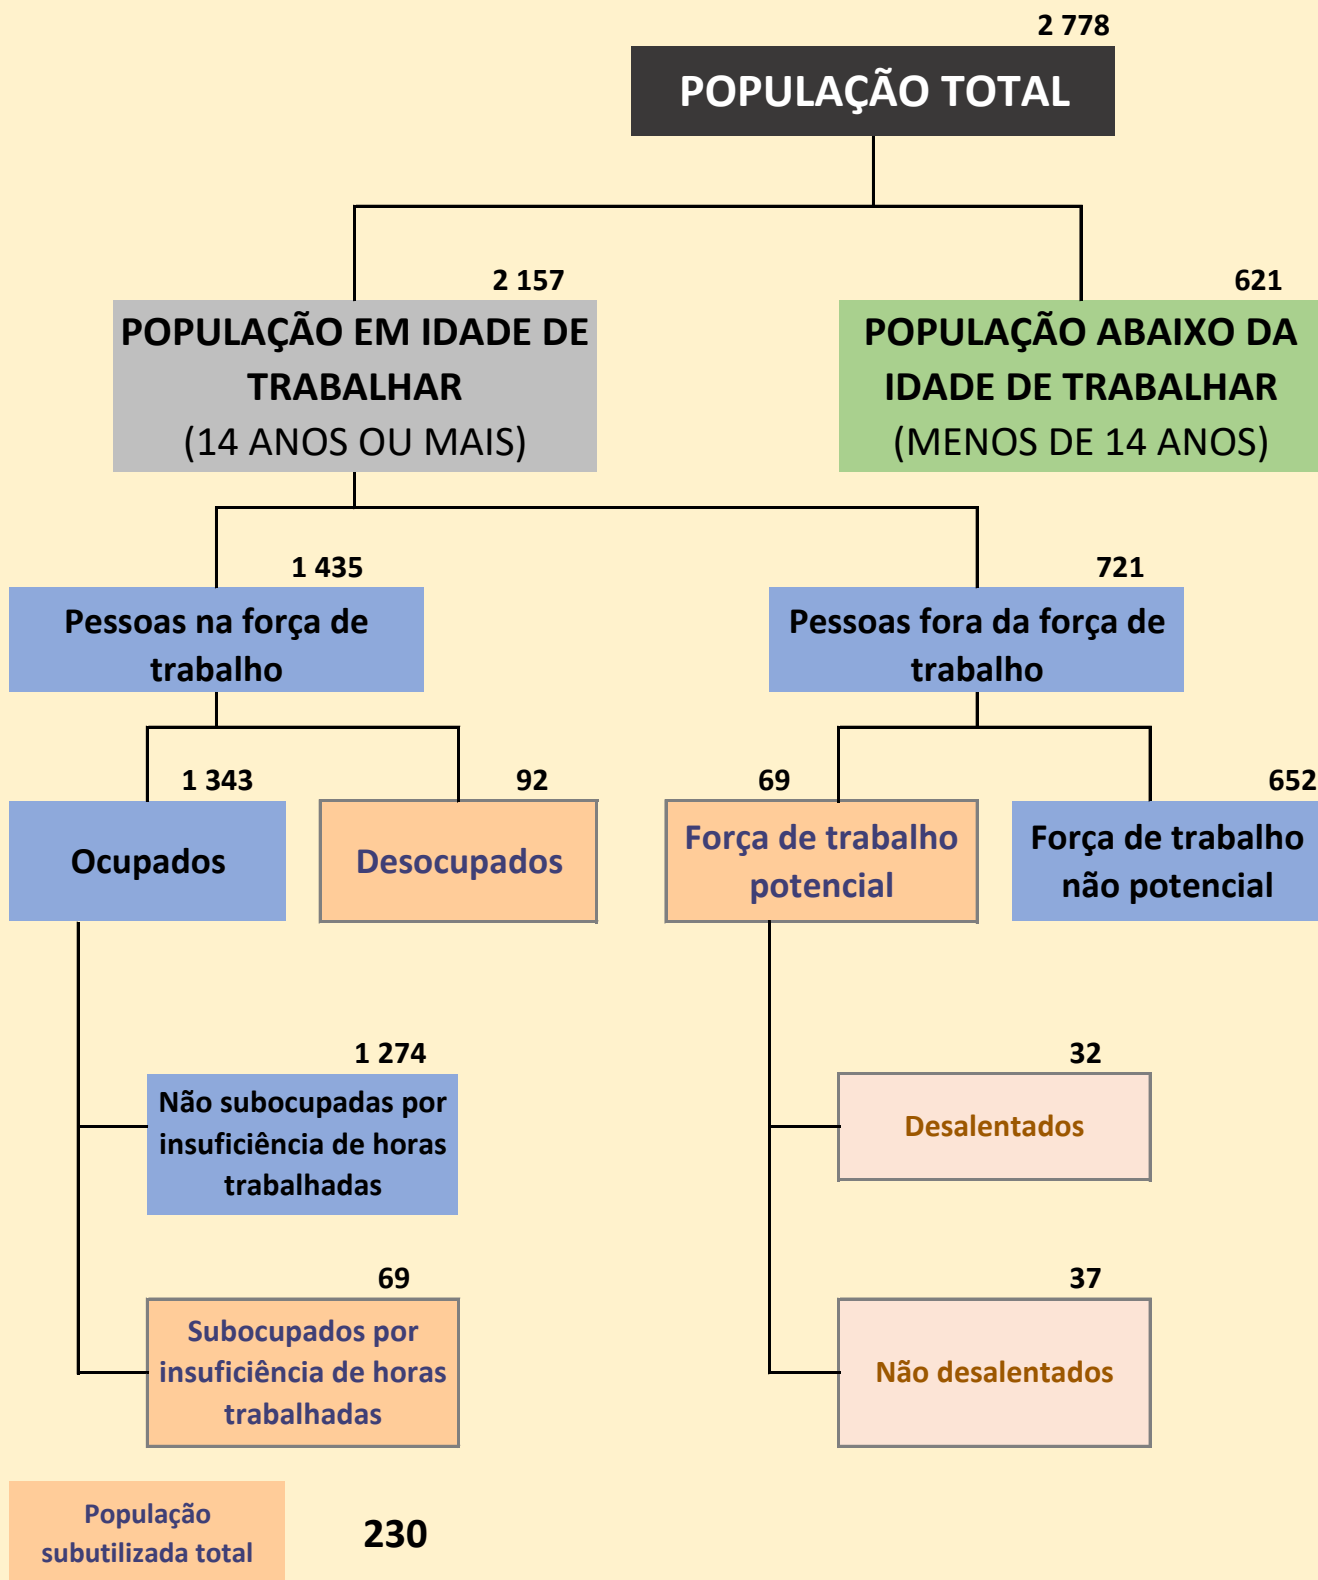 2 778
POPULAÇÃO TOTAL
2 157
POPULAÇÃO EM IDADE DE
TRABALHAR
(14 ANOS OU MAIS)
621
POPULAÇÃO ABAIXO DA
IDADE DE TRABALHAR
(MENOS DE 14 ANOS)
1 435
Pessoas na força de
trabalho
721
Pessoas fora da força de
trabalho
1 343
Ocupados
92
Desocupados
69
Força de trabalho
potencial
652
Força de trabalho
não potencial
1 274
Não subocupadas por
insuficiência de horas
trabalhadas
32
Desalentados
69
Subocupados por
insuficiência de horas
trabalhadas
37
Não desalentados
População
subutilizada total
230